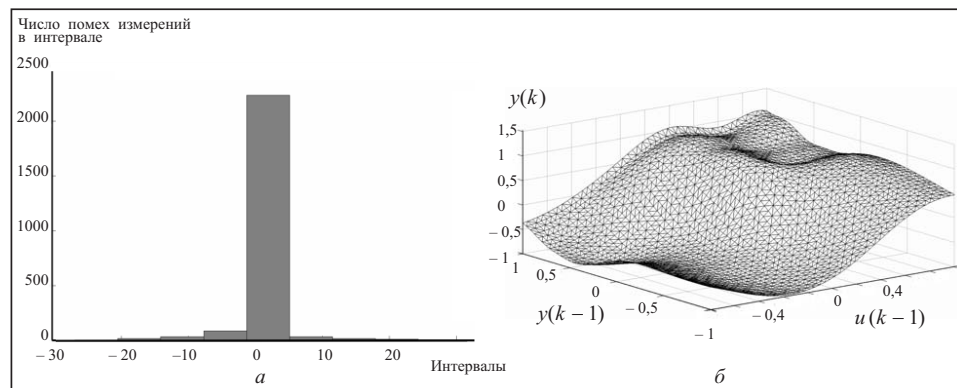 Число помех измерений
в интервале
2500
2000
1500
1000
500
0
– 30 – 20 –10 0 10 20
Интервалы
а
y(k)
1,5
1
0,5
0
– 0,5
– 1
1 0,5 0 – 0,5 – 1
y(k – 1)
– 0,4 0 0,4
u(k – 1)
б